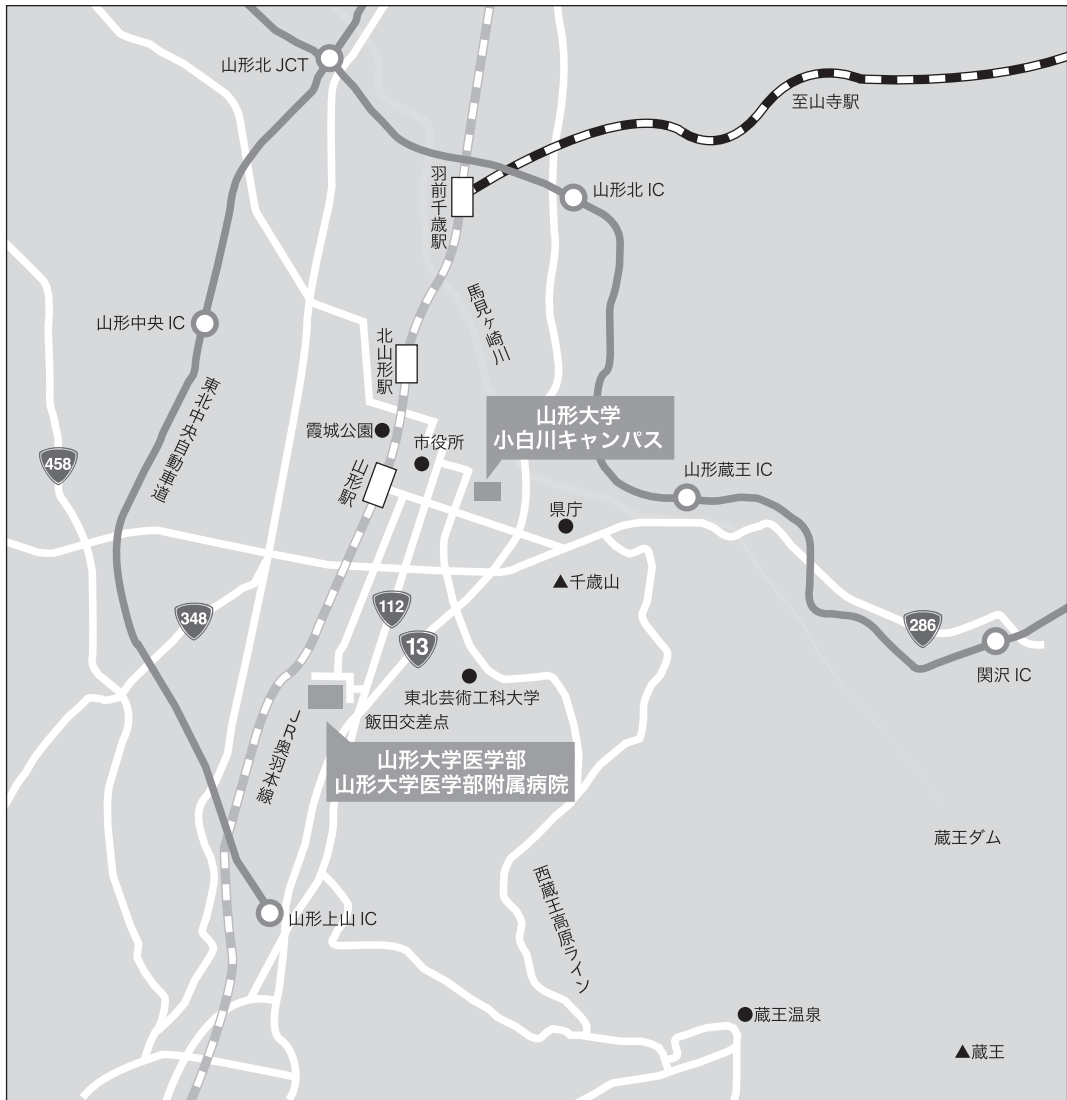 山形北 JCT
至山寺駅
羽前千歳駅
山形北 IC
馬見ヶ崎川
山形中央 IC
北山形駅
東北中央自動車道
山形大学
小白川キャンパス
霞城公園
市役所
458
山形駅
山形蔵王 IC
県庁
▲千歳山
348
112
13
286
関沢 IC
東北芸術工科大学
飯田交差点
JR奥羽本線
山形大学医学部
山形大学医学部附属病院
蔵王ダム
西蔵王高原ライン
山形上山 IC
蔵王温泉
▲蔵王